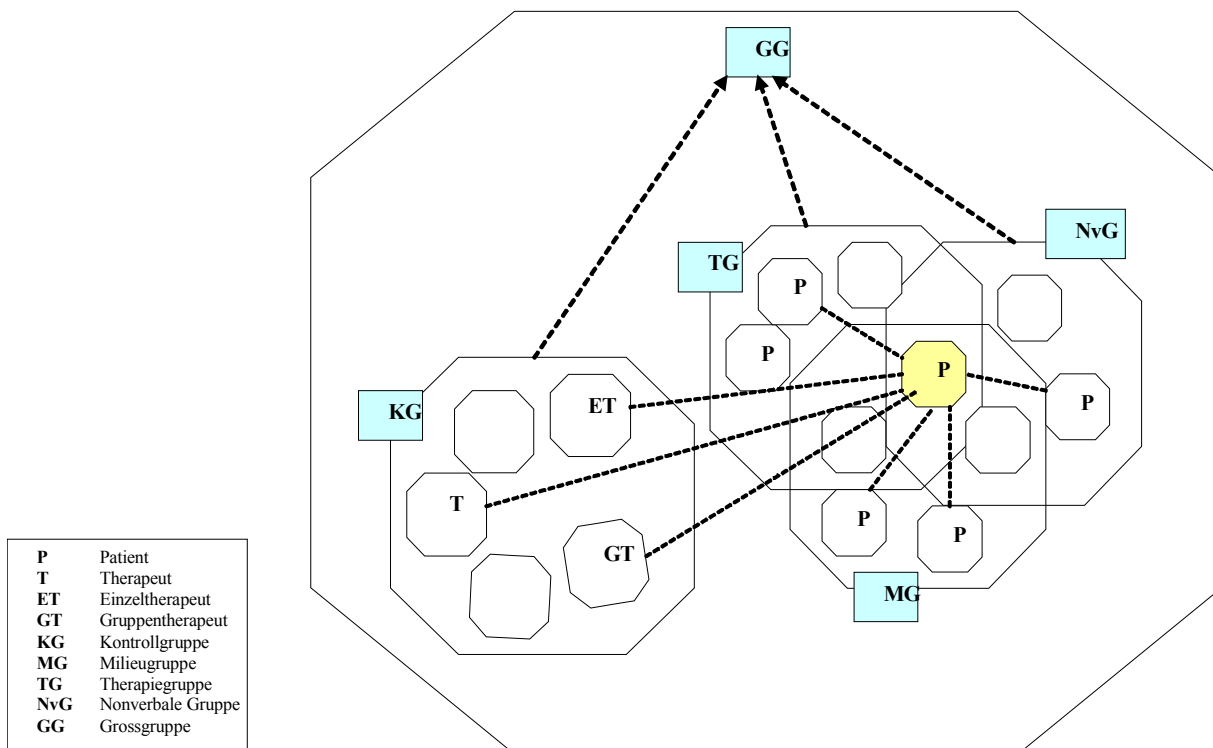 GG
NvG
TG
P
P
P
P
KG
ET
T
GT
P
P
MG
P Patient
T Therapeut
ET Einzeltherapeut
GT Gruppentherapeut
KG Kontrollgruppe
MG Milieugruppe
TG Therapiegruppe
NvG Nonverbale Gruppe
GG Grossgruppe